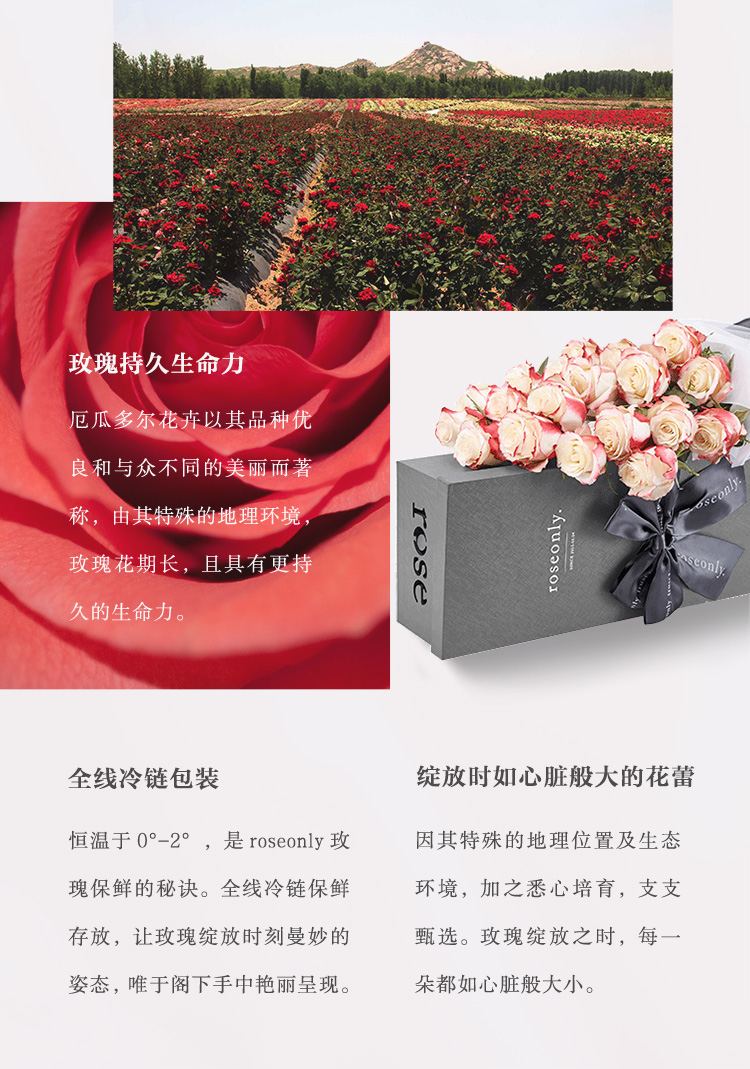 玫瑰持久生命力
厄瓜多尔花卉以其品种优
良和与众不同的美丽而著
称，由其特殊的地理环境，
玫瑰花期长，且具有更持
久的生命力。
rose
roseonly.
roseonly.
roseonly.
全线冷链包装
恒温于 0°-2° ，是 roseonly 玫
瑰保鲜的秘诀。全线冷链保鲜
存放，让玫瑰绽放时刻曼妙的
姿态，唯于阁下手中艳丽呈现。
绽放时如心脏般大的花蕾
因其特殊的地理位置及生态
环境，加之悉心培育，支支
甄选。玫瑰绽放之时，每一
朵都如心脏般大小。